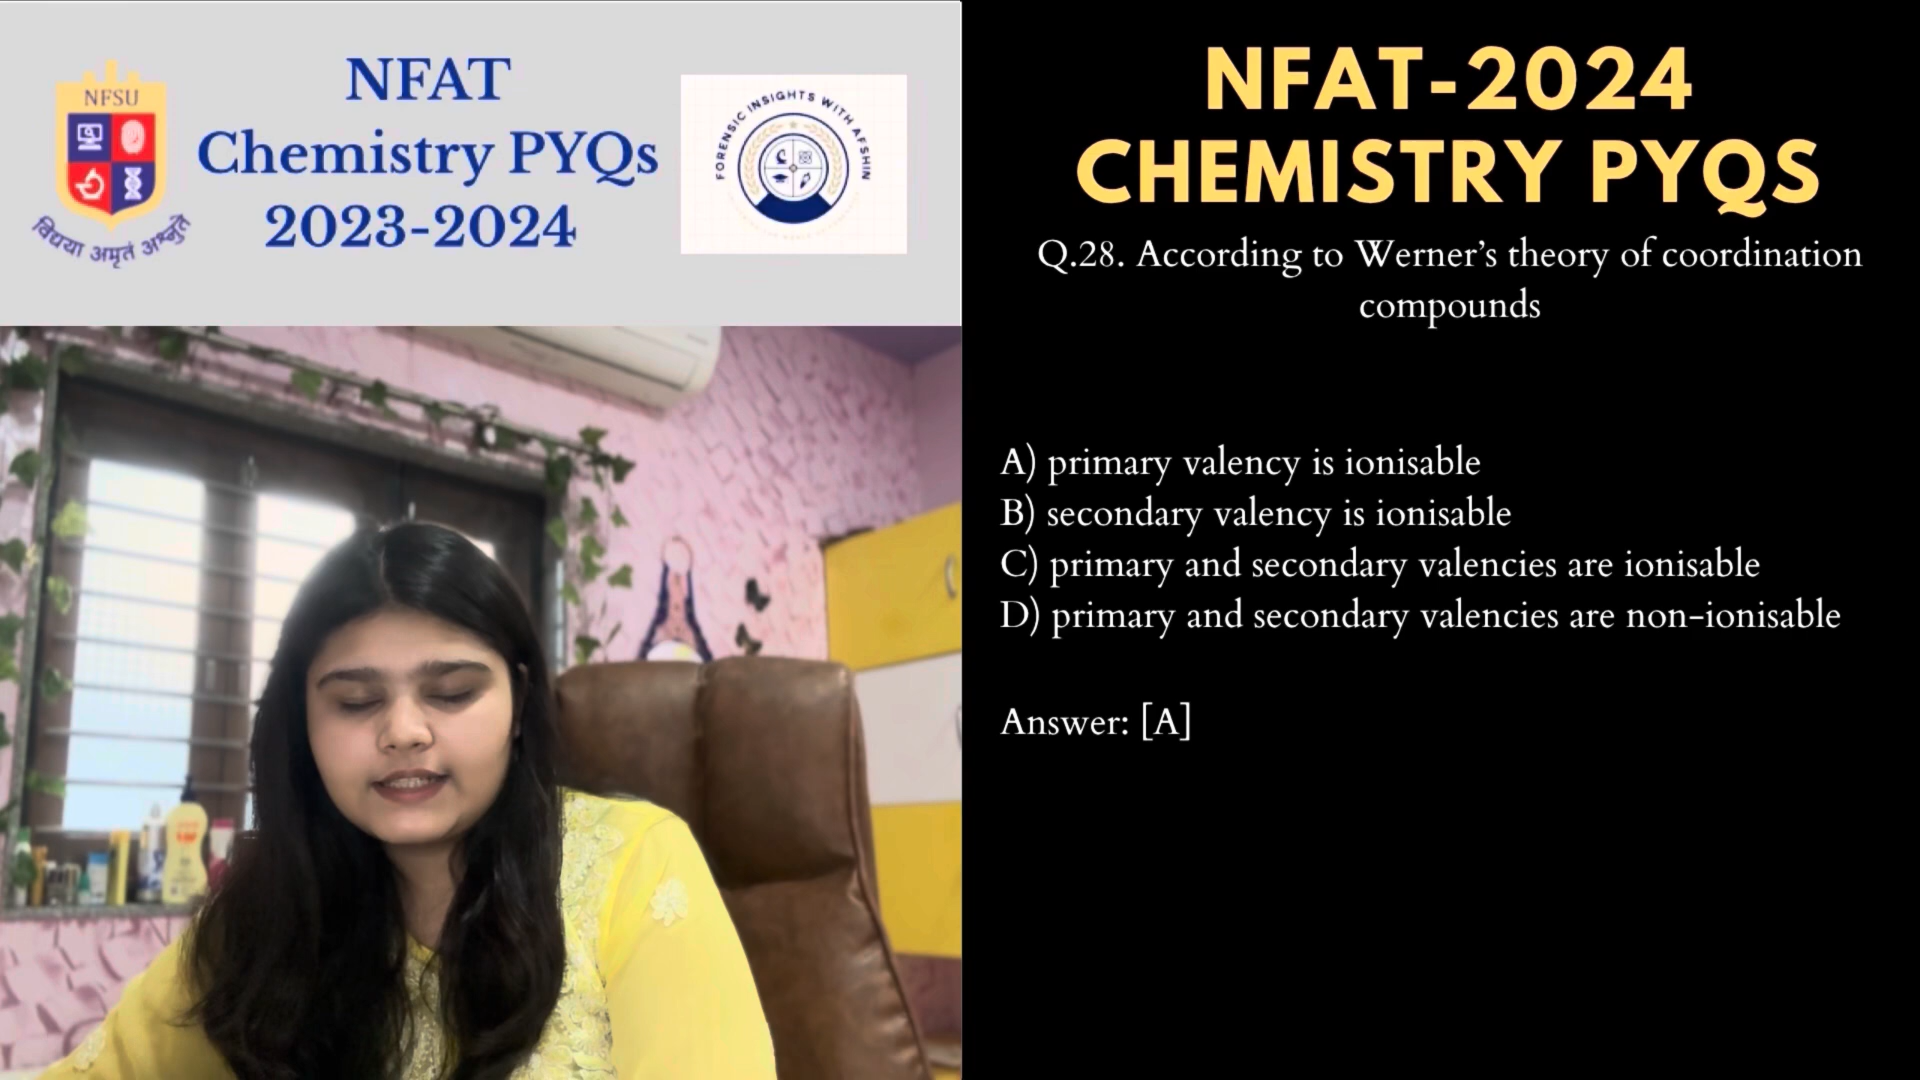 NFSU
विद्यया अमृतं अश्नुते
NFAT
Chemistry PYQs
2023-2024
FORENSIC INSIGHTS WITH AFSHIN
NFAT-2024
CHEMISTRY PYQS
Q.28. According to Werner’s theory of coordination
compounds
A) primary valency is ionisable
B) secondary valency is ionisable
C) primary and secondary valencies are ionisable
D) primary and secondary valencies are non-ionisable
Answer: [A]